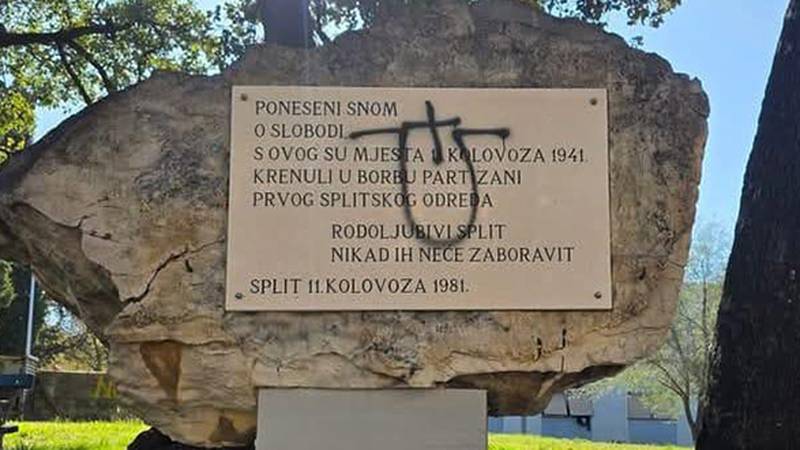 PONESENI SNOM
O SLOBODI
S OVOG SU MJESTA 11. KOLOVOZA 1941.
KRENULI U BORBU PARTIZANI
PRVOG SPLITSKOG ODREDA
RODOLJUBIVI SPLIT
NIKAD IH NEĆE ZABORAVIT
SPLIT 11. KOLOVOZA 1981.